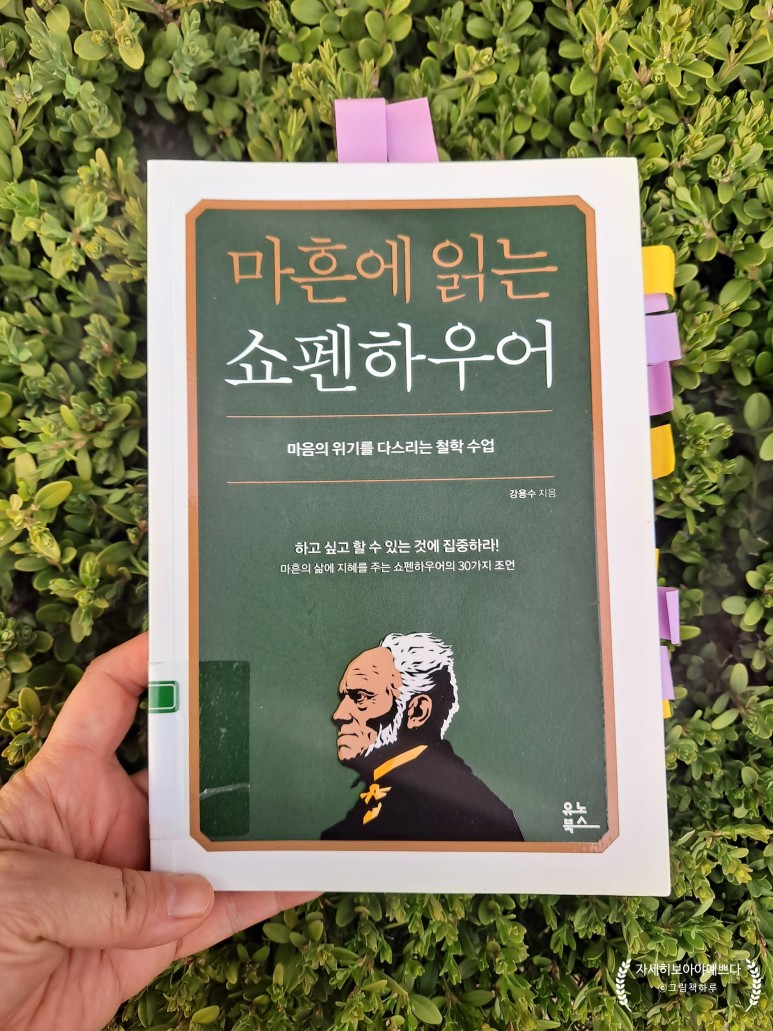 마흔에 읽는
쇼펜하우어
마음의 위기를 다스리는 철학 수업
강용수 지음
하고 싶고 할 수 있는 것에 집중하라!
마흔의 삶에 지혜를 주는 쇼펜하우어의 30가지 조언
유노
북스
자세히보아야예쁘다
©그림책하루